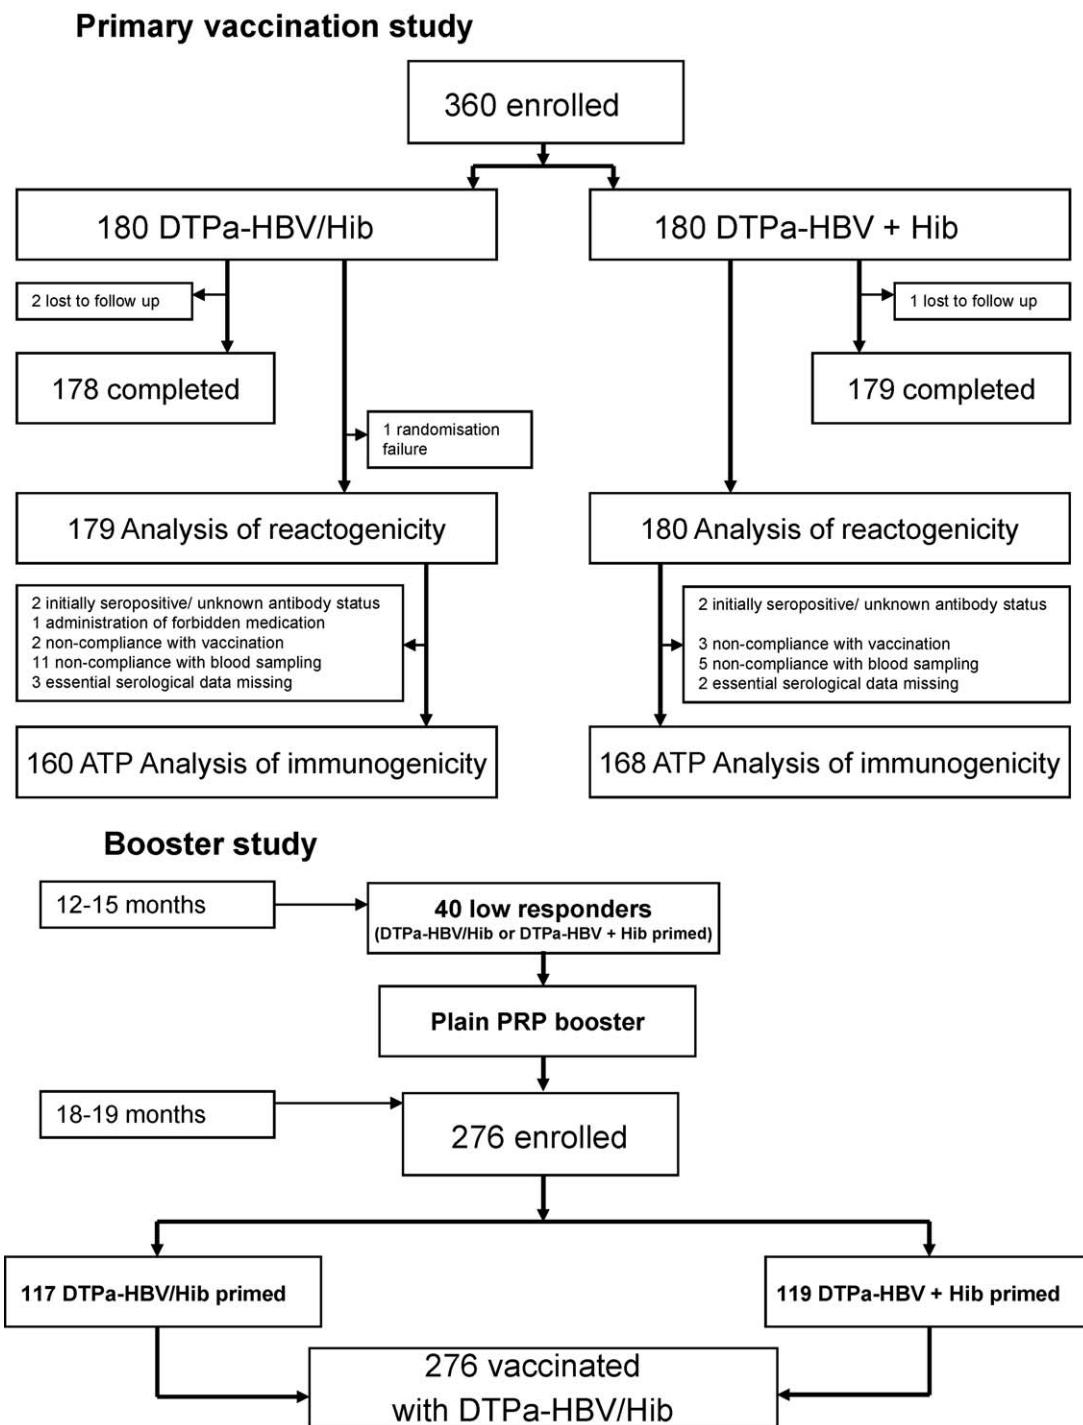 Primary vaccination study
360 enrolled
180 DTPa-HBV/Hib
180 DTPa-HBV + Hib
2 lost to follow up
1 lost to follow up
178 completed
179 completed
1 randomisation
failure
179 Analysis of reactogenicity
180 Analysis of reactogenicity
2 initially seropositive/ unknown antibody status
1 administration of forbidden medication
2 non-compliance with vaccination
11 non-compliance with blood sampling
3 essential serological data missing
2 initially seropositive/ unknown antibody status
3 non-compliance with vaccination
5 non-compliance with blood sampling
2 essential serological data missing
160 ATP Analysis of immunogenicity
168 ATP Analysis of immunogenicity
Booster study
12-15 months
40 low responders
(DTPa-HBV/Hib or DTPa-HBV + Hib primed)
Plain PRP booster
18-19 months
276 enrolled
117 DTPa-HBV/Hib primed
119 DTPa-HBV + Hib primed
276 vaccinated
with DTPa-HBV/Hib